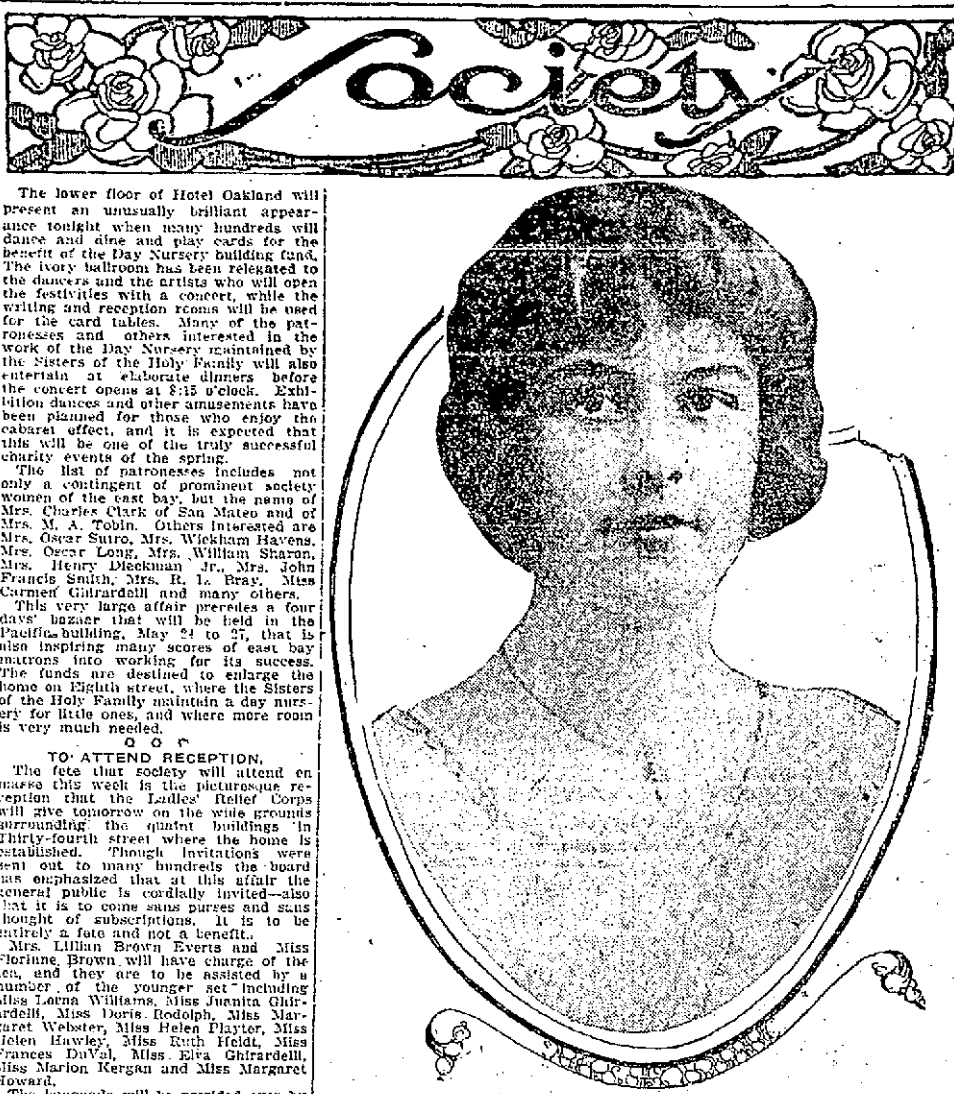 Society
The lower floor of Hotel Oakland will
present an unusually brilliant appear-
ance tonight when many hundreds will
dance and dine and play cards for the
benefit of the Day Nursery building fund.
The ivory ballroom has been relegated to
the dancers and the artists who will open
the festivities with a concert, while the
writing and reception rooms will be used
for the card tables. Many of the pat-
ronesses and others interested in the
work of the Day Nursery maintained by
the Sisters of the Holy Family will also
entertain at elaborate dinners before
the concert opens at 8:15 o'clock. Exhi-
bition dances and other amusements have
been planned for those who enjoy the
cabaret effect, and it is expected that
this will be one of the truly successful
charity events of the spring.
The list of patronesses includes not
only a contingent of prominent society
women of the east bay, but the name of
Mrs. Charles Clark of San Mateo and of
Mrs. M. A. Tobin. Others interested are
Mrs. Oscar Sutro, Mrs. Wickham Havens,
Mrs. Oscar Long, Mrs. William Sharon,
Mrs. Henry Dieckman Jr., Mrs. John
Francis Smith, Mrs. R. L. Bray, Miss
Carmen Ghirardelli and many others.
This very large affair precedes a four
days' bazaar that will be held in the
Pacific building, May 24 to 27, that is
also inspiring many scores of east bay
matrons into working for its success.
The funds are destined to enlarge the
home on Eighth street, where the Sisters
of the Holy Family maintain a day nurs-
ery for little ones, and where more room
is very much needed.
TO ATTEND RECEPTION.
The fete that society will attend en
masse this week is the picturesque re-
ception that the Ladies' Relief Corps
will give tomorrow on the wide grounds
surrounding the quaint buildings in
Thirty-fourth street where the home is
established. Though invitations were
sent out to many hundreds the board
has emphasized that at this affair the
general public is cordially invited—also
that it is to come sans purses and sans
thought of subscriptions. It is to be
entirely a fete and not a benefit.
Mrs. Lillian Brown Everts and Miss
Florinne Brown will have charge of the
tea, and they are to be assisted by a
number of the younger set including
Miss Lorna Williams, Miss Juanita Ghir-
ardelli, Miss Doris Rodolph, Miss Mar-
garet Webster, Miss Helen Playter, Miss
Helen Hawley, Miss Ruth Heldt, Miss
Frances DuVal, Miss Elva Ghirardelli,
Miss Marion Kergan and Miss Margaret
Howard.